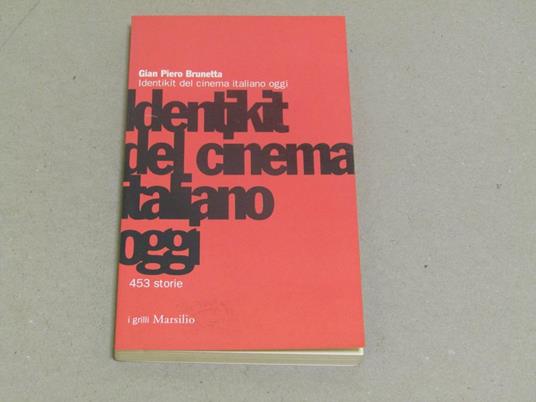 Gian Piero Brunetta
Identikit del cinema italiano oggi
Identikit
del cinema
italiano
oggi
453 storie
i grilli Marsilio